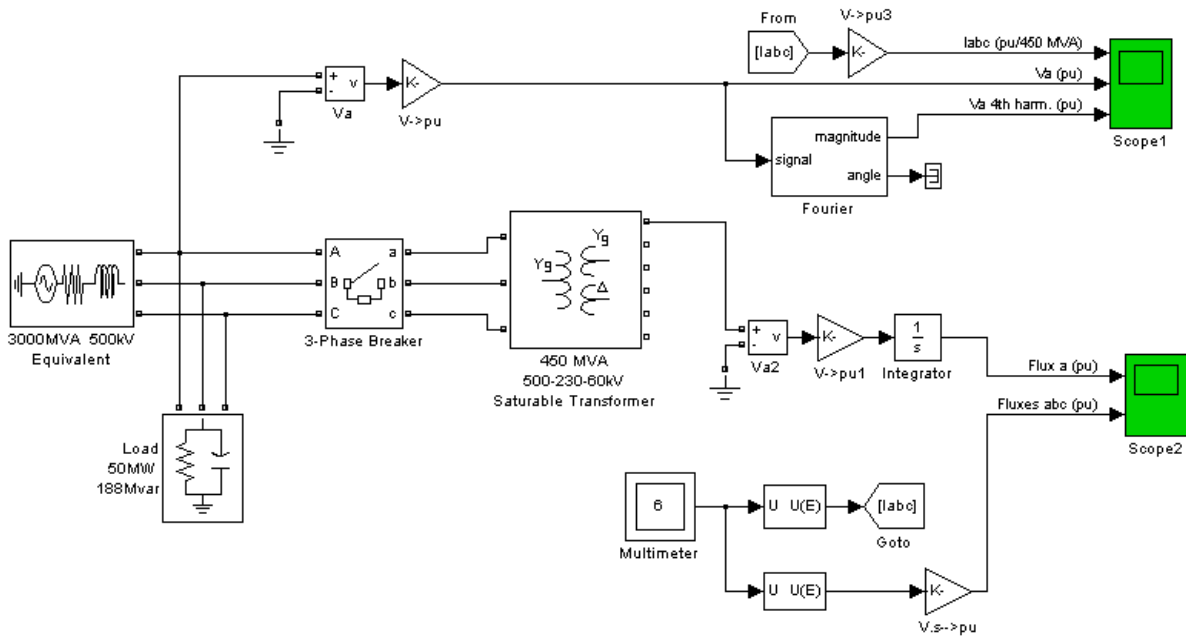 From
V->pu3
[Iabc]
K-
Iabc (pu/450 MVA)
+
-
v
Va
K-
V->pu
Va (pu)
Va 4th harm. (pu)
Scope1
signal
magnitude
angle
Fourier
3000MVA 500kV
Equivalent
A
B
C
a
b
c
3-Phase Breaker
Yg
Yg
Δ
450 MVA
500-230-60kV
Saturable Transformer
+
-
v
Va2
K-
V->pu1
1
s
Integrator
Flux a (pu)
Fluxes abc (pu)
Scope2
Load
50MW
188Mvar
6
Multimeter
U U(E)
[Iabc]
Goto
U U(E)
K-
V.s-->pu